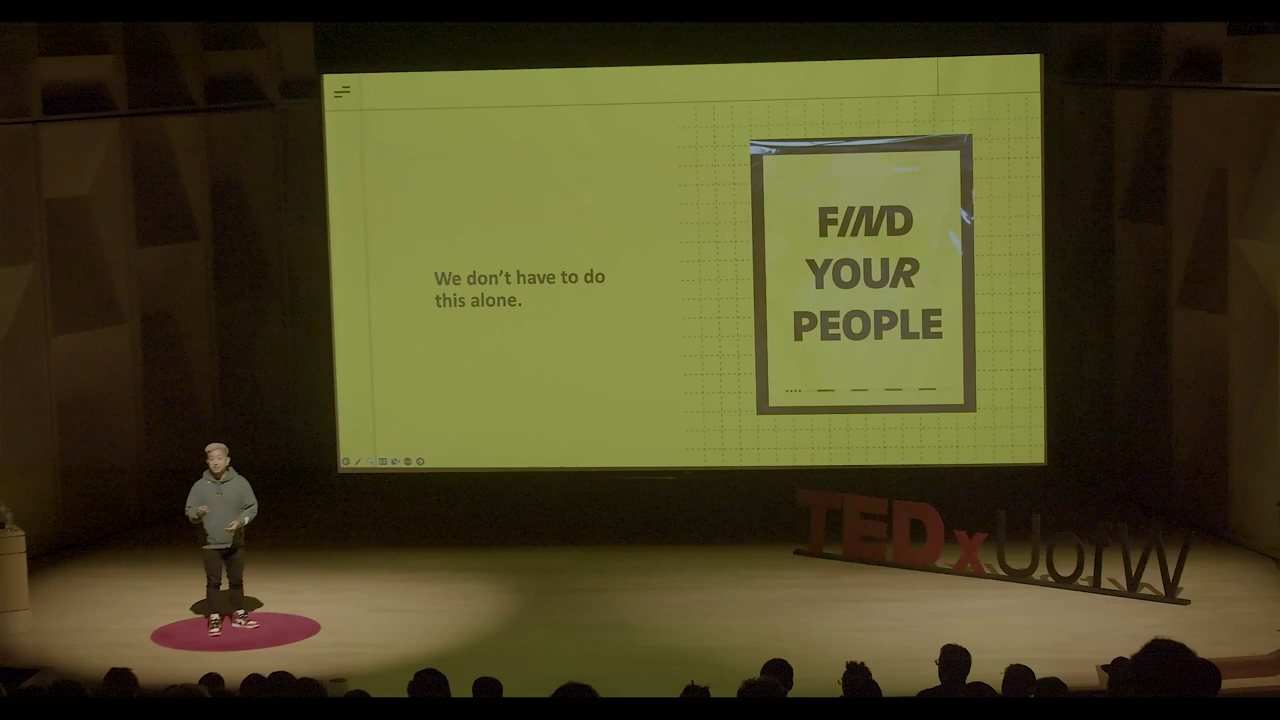 We don't have to do
this alone.
FIND
YOUR
PEOPLE
TEDxUofW